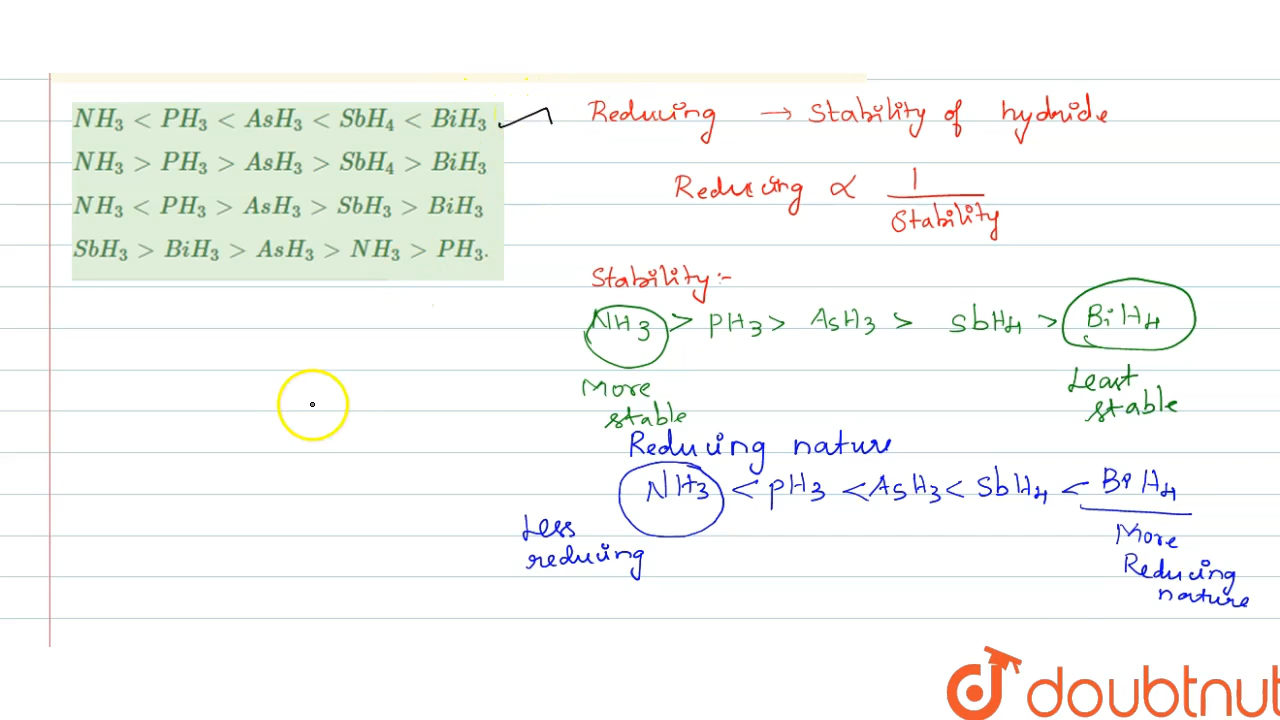 NH₃ < PH₃ < AsH₃ < SbH₄ < BiH₃
NH₃ > PH₃ > AsH₃ > SbH₄ > BiH₃
NH₃ < PH₃ > AsH₃ > SbH₃ > BiH₃
SbH₃ > BiH₃ > AsH₃ > NH₃ > PH₃.
Reducing → Stability of hydride
Reducing ∝ 1/Stability
Stability :-
NH₃ > PH₃ > AsH₃ > SbH₄ > BiH₄
More stable
Least stable
Reducing nature
NH₃ < PH₃ < AsH₃ < SbH₄ < BiH₄
Less reducing
More Reducing nature
doubtnut